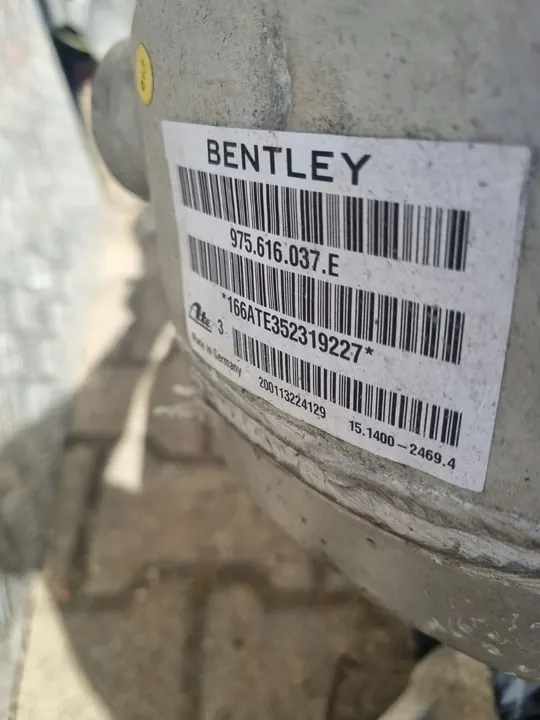 BENTLEY
975.616.037.E
*166ATE352319227*
Ate 3
Made in Germany
200113224129 15.1400-2469.4